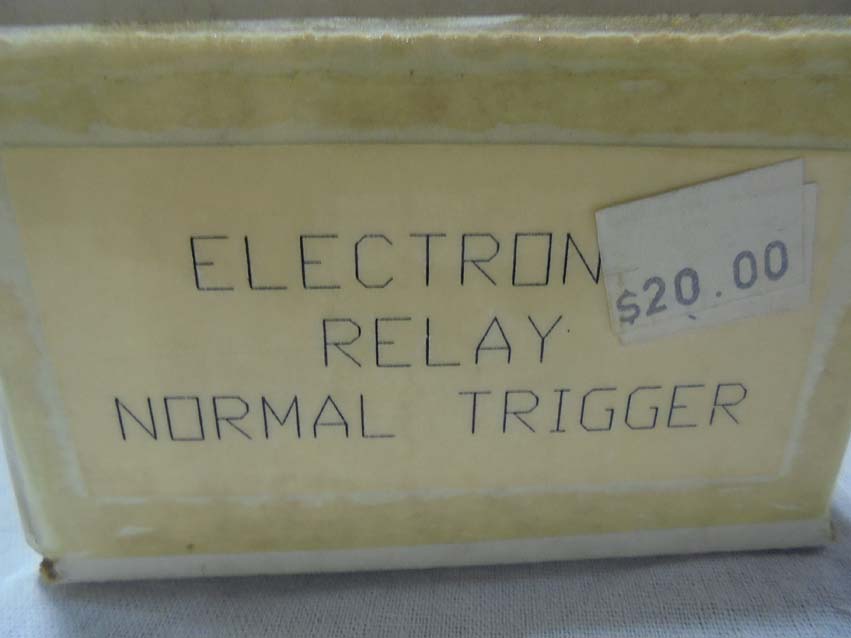 ELECTRON
$20.00
RELAY
NORMAL TRIGGER